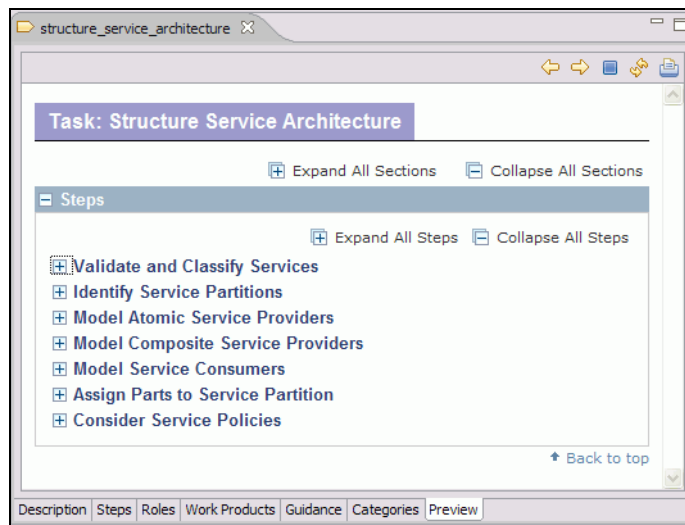 structure_service_architecture
Task: Structure Service Architecture
Expand All Sections Collapse All Sections
Steps
Expand All Steps Collapse All Steps
Validate and Classify Services
Identify Service Partitions
Model Atomic Service Providers
Model Composite Service Providers
Model Service Consumers
Assign Parts to Service Partition
Consider Service Policies
Back to top
Description Steps Roles Work Products Guidance Categories Preview